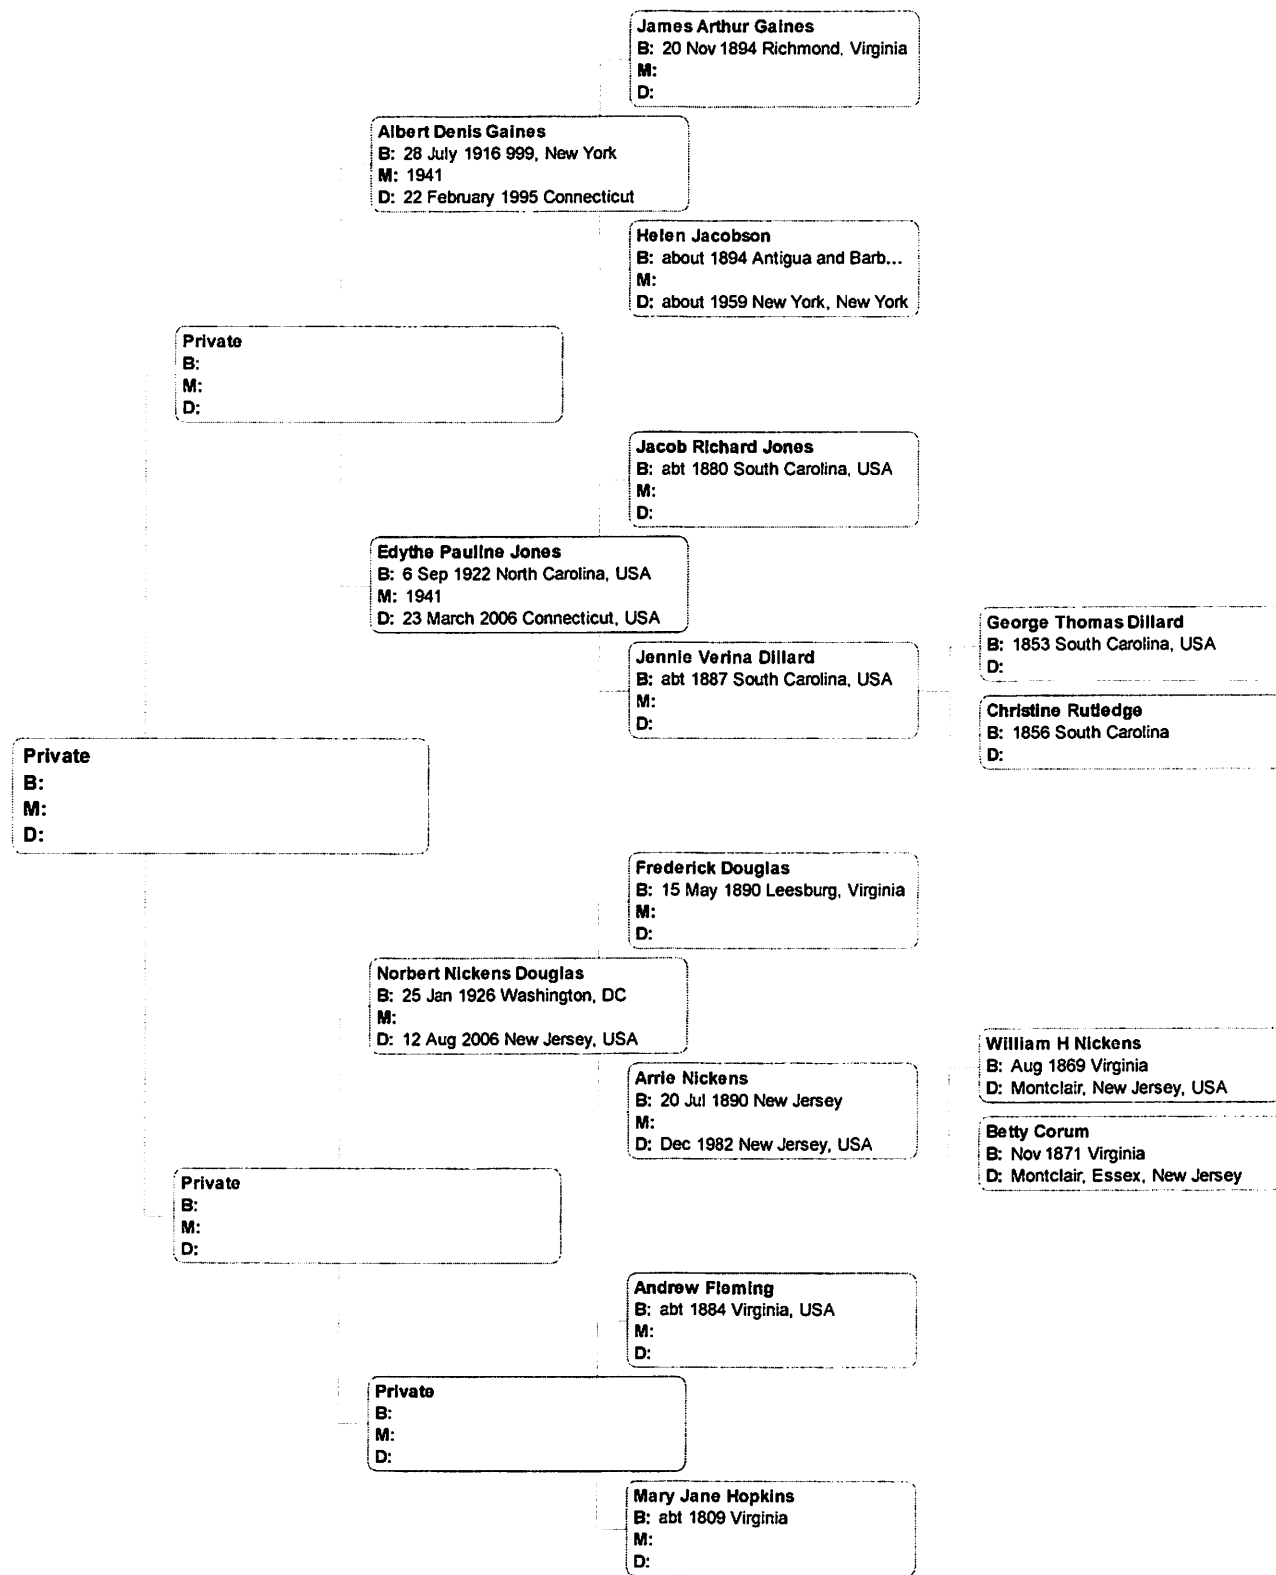 James Arthur Gaines
B: 20 Nov 1894 Richmond, Virginia
M:
D:
Albert Denis Gaines
B: 28 July 1916 999, New York
M: 1941
D: 22 February 1995 Connecticut
Helen Jacobson
B: about 1894 Antigua and Barb...
M:
D: about 1959 New York, New York
Private
B:
M:
D:
Jacob Richard Jones
B: abt 1880 South Carolina, USA
M:
D:
Edythe Pauline Jones
B: 6 Sep 1922 North Carolina, USA
M: 1941
D: 23 March 2006 Connecticut, USA
George Thomas Dillard
B: 1853 South Carolina, USA
D:
Jennie Verina Dillard
B: abt 1887 South Carolina, USA
M:
D:
Christine Rutledge
B: 1856 South Carolina
D:
Private
B:
M:
D:
Frederick Douglas
B: 15 May 1890 Leesburg, Virginia
M:
D:
Norbert Nickens Douglas
B: 25 Jan 1926 Washington, DC
M:
D: 12 Aug 2006 New Jersey, USA
William H Nickens
B: Aug 1869 Virginia
D: Montclair, New Jersey, USA
Arrie Nickens
B: 20 Jul 1890 New Jersey
M:
D: Dec 1982 New Jersey, USA
Betty Corum
B: Nov 1871 Virginia
D: Montclair, Essex, New Jersey
Private
B:
M:
D:
Andrew Fleming
B: abt 1884 Virginia, USA
M:
D:
Private
B:
M:
D:
Mary Jane Hopkins
B: abt 1809 Virginia
M:
D: